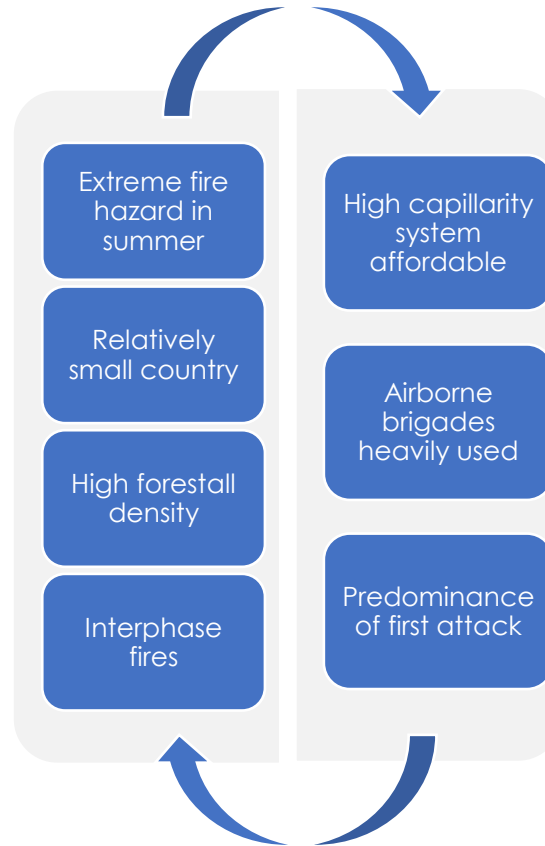 Extreme fire
hazard in
summer
Relatively
small country
High forestall
density
Interphase
fires
High capillarity
system
affordable
Airborne
brigades
heavily used
Predominance
of first attack